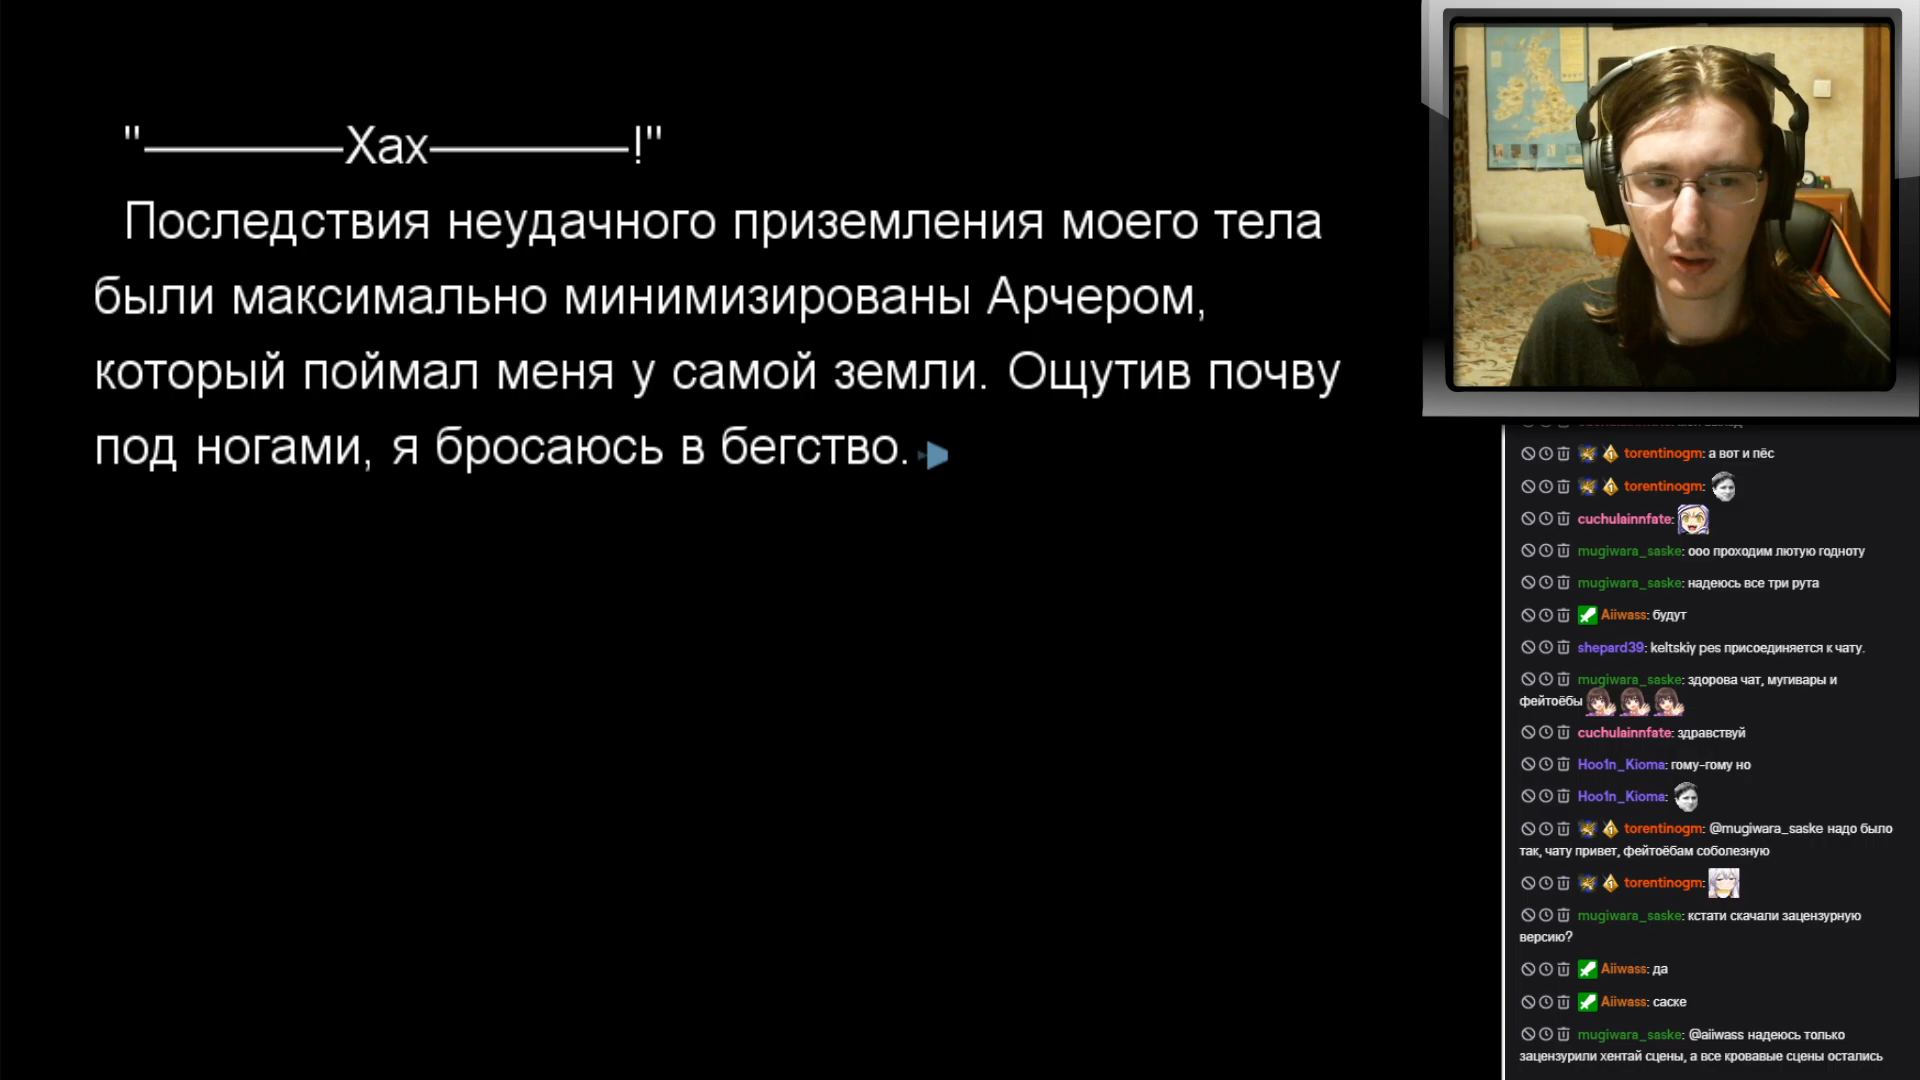 "————Хах————!"
Последствия неудачного приземления моего тела
были максимально минимизированы Арчером,
который поймал меня у самой земли. Ощутив почву
под ногами, я бросаюсь в бегство.
torentinogm: а вот и пёс
torentinogm:
cuchulainnfate:
mugiwara_saske: ооо проходим лютую годноту
mugiwara_saske: надеюсь все три рута
Aiiwass: будут
shepard39: keltskiy pes присоединяется к чату.
mugiwara_saske: здорова чат, мугивары и
фейтоёбы
cuchulainnfate: здравствуй
Hoo1n_Kioma: гому-гому но
Hoo1n_Kioma:
torentinogm: @mugiwara_saske надо было
так, чату привет, фейтоёбам соболезную
torentinogm:
mugiwara_saske: кстати скачали зацензурную
версию?
Aiiwass: да
Aiiwass: саске
mugiwara_saske: @aiiwass надеюсь только
зацензурили хентай сцены, а все кровавые сцены остались